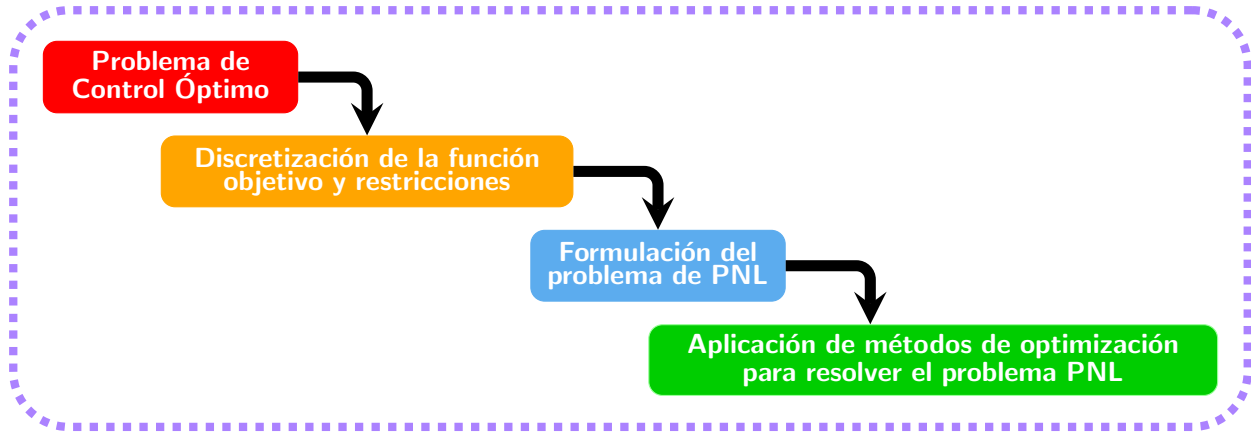 Problema de
Control Óptimo
Discretización de la función
objetivo y restricciones
Formulación del
problema de PNL
Aplicación de métodos de optimización
para resolver el problema PNL